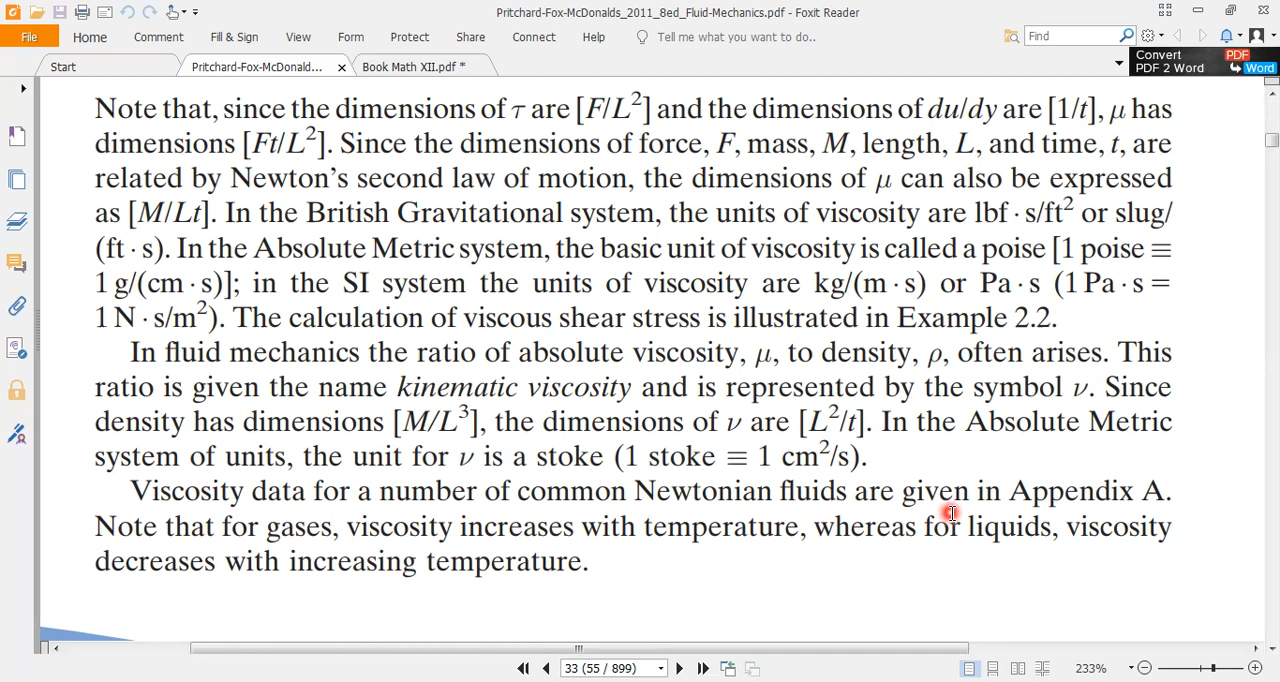 Pritchard-Fox-McDonalds_2011_8ed_Fluid-Mechanics.pdf - Foxit Reader
File Home Comment Fill & Sign View Form Protect Share Connect Help Tell me what you want to do.. Find
Start Pritchard-Fox-McDonald... Book Math XII.pdf *
Convert PDF
PDF 2 Word Word
Note that, since the dimensions of τ are [F/L²] and the dimensions of du/dy are [1/t], μ has
dimensions [Ft/L²]. Since the dimensions of force, F, mass, M, length, L, and time, t, are
related by Newton's second law of motion, the dimensions of μ can also be expressed
as [M/Lt]. In the British Gravitational system, the units of viscosity are lbf · s/ft² or slug/
(ft · s). In the Absolute Metric system, the basic unit of viscosity is called a poise [1 poise ≡
1 g/(cm · s)]; in the SI system the units of viscosity are kg/(m · s) or Pa · s (1 Pa · s =
1 N · s/m²). The calculation of viscous shear stress is illustrated in Example 2.2.
In fluid mechanics the ratio of absolute viscosity, μ, to density, ρ, often arises. This
ratio is given the name kinematic viscosity and is represented by the symbol ν. Since
density has dimensions [M/L³], the dimensions of ν are [L²/t]. In the Absolute Metric
system of units, the unit for ν is a stoke (1 stoke ≡ 1 cm²/s).
Viscosity data for a number of common Newtonian fluids are given in Appendix A.
Note that for gases, viscosity increases with temperature, whereas for liquids, viscosity
decreases with increasing temperature.
33 (55 / 899) 233%